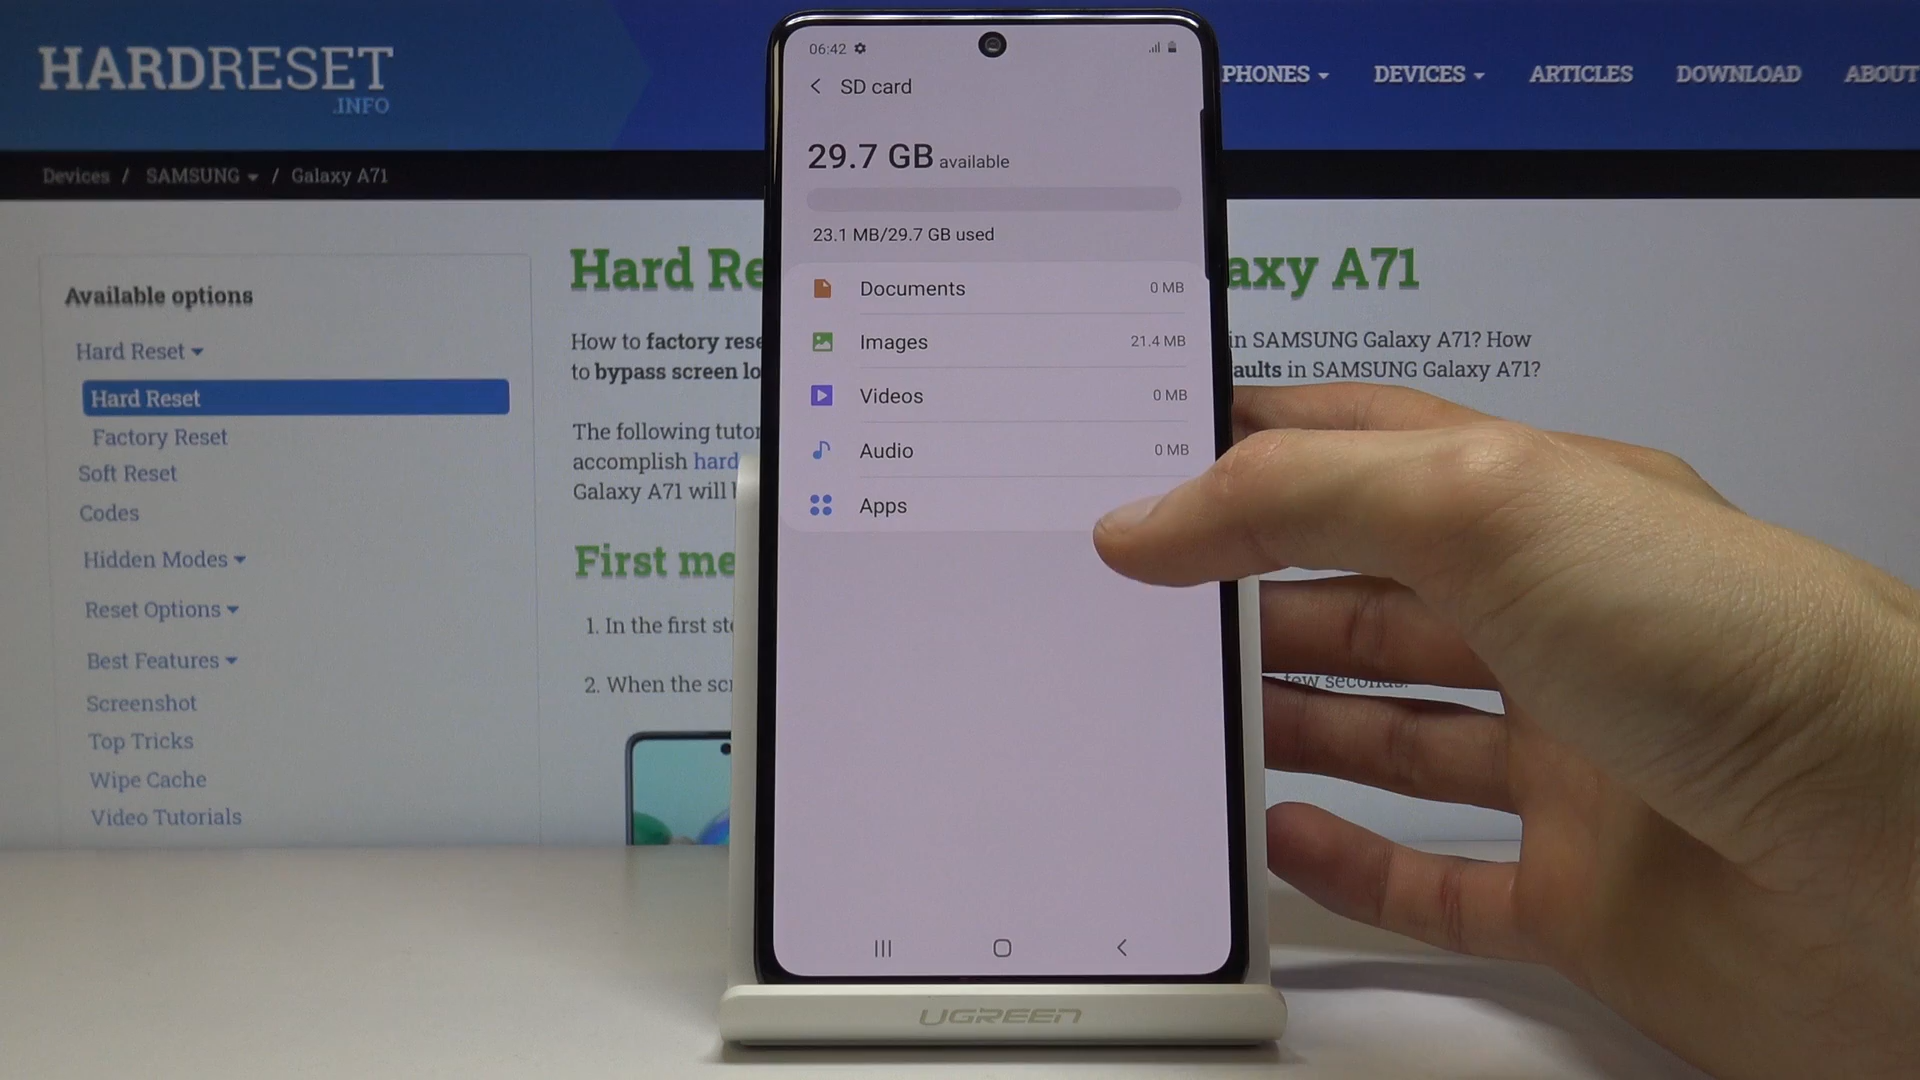 HARDRESET
.INFO
PHONES
DEVICES
ARTICLES
DOWNLOAD
ABOUT
Devices / SAMSUNG / Galaxy A71
Available options
Hard Reset
Hard Reset
Factory Reset
Soft Reset
Codes
Hidden Modes
Reset Options
Best Features
Screenshot
Top Tricks
Wipe Cache
Video Tutorials
Hard Re
axy A71
How to factory rese
in SAMSUNG Galaxy A71? How
to bypass screen lo
aults in SAMSUNG Galaxy A71?
The following tutor
accomplish hard
Galaxy A71 will
First me
1. In the first ste
2. When the scr
few seconds.
06:42
SD card
29.7 GB available
23.1 MB/29.7 GB used
Documents 0 MB
Images 21.4 MB
Videos 0 MB
Audio 0 MB
Apps
UGREEN